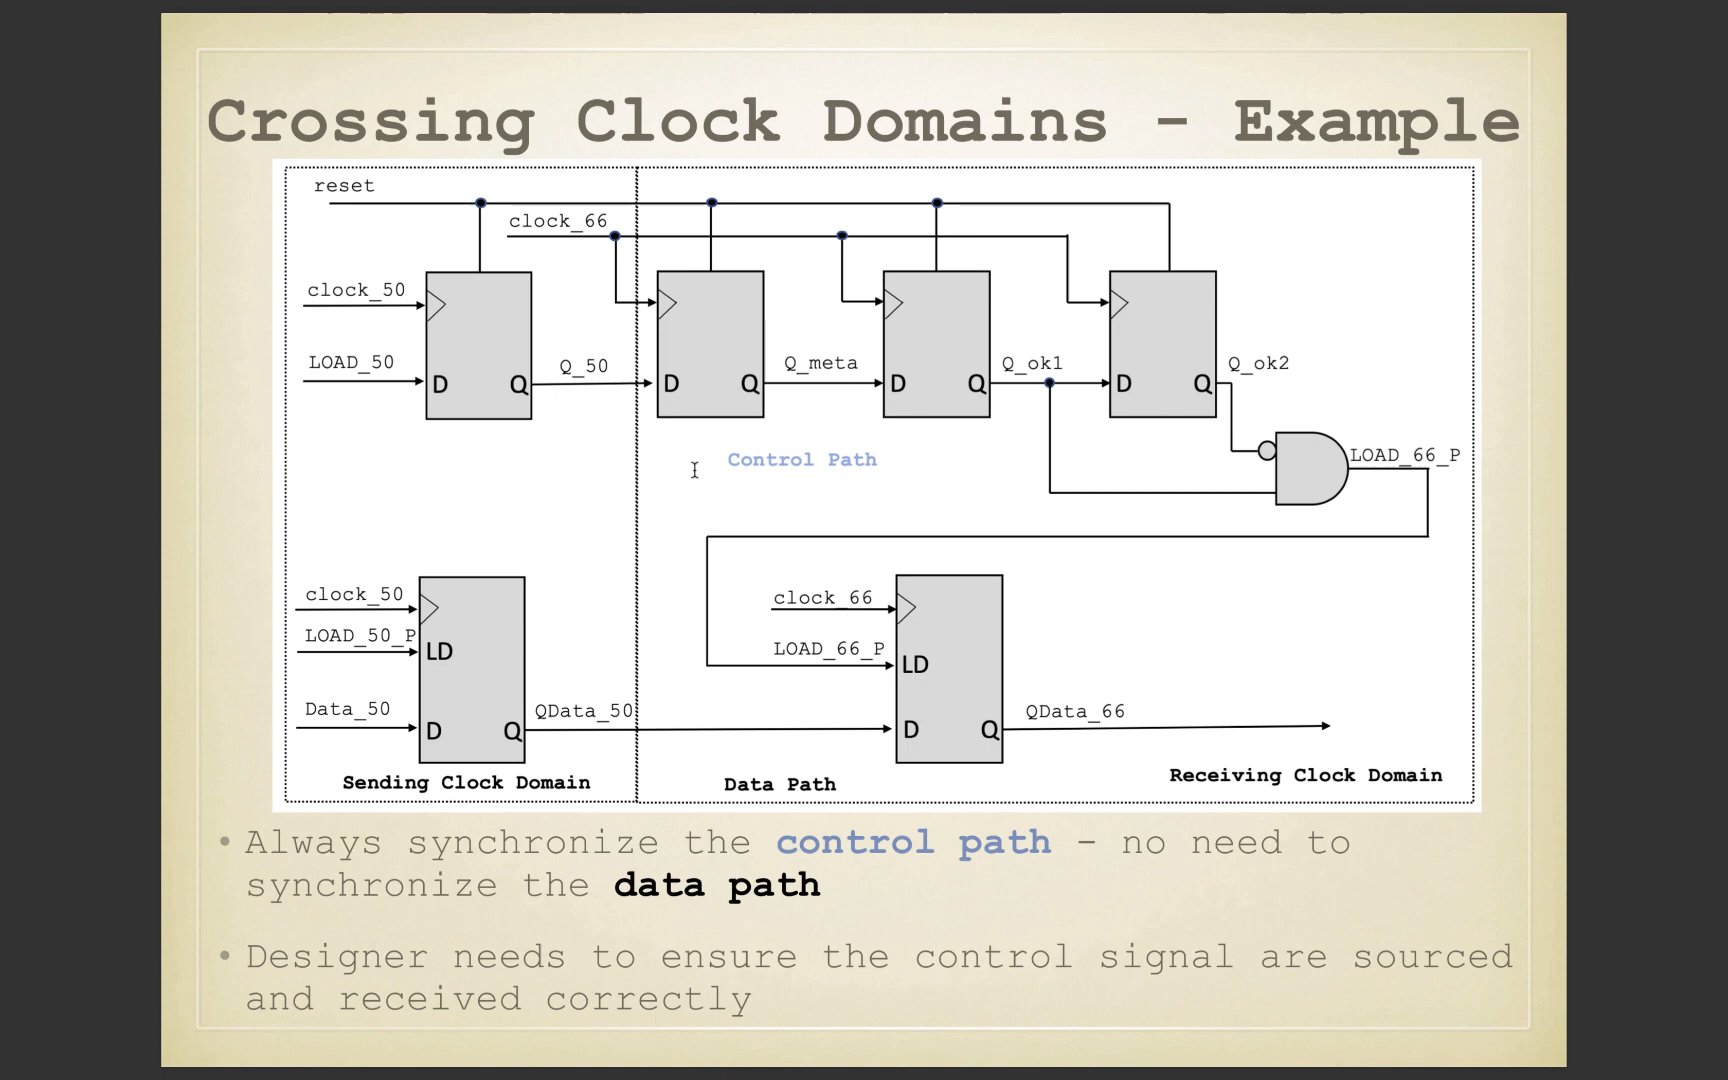 Crossing Clock Domains - Example
reset
clock_66
clock_50
LOAD_50
Q_50
Q_meta
Q_ok1
Q_ok2
D Q
D Q
D Q
D Q
Control Path
LOAD_66_P
clock_50
LOAD_50_P
LD
Data_50
D Q
QData_50
clock_66
LOAD_66_P
LD
D Q
QData_66
Sending Clock Domain
Data Path
Receiving Clock Domain
• Always synchronize the control path - no need to
synchronize the data path
• Designer needs to ensure the control signal are sourced
and received correctly